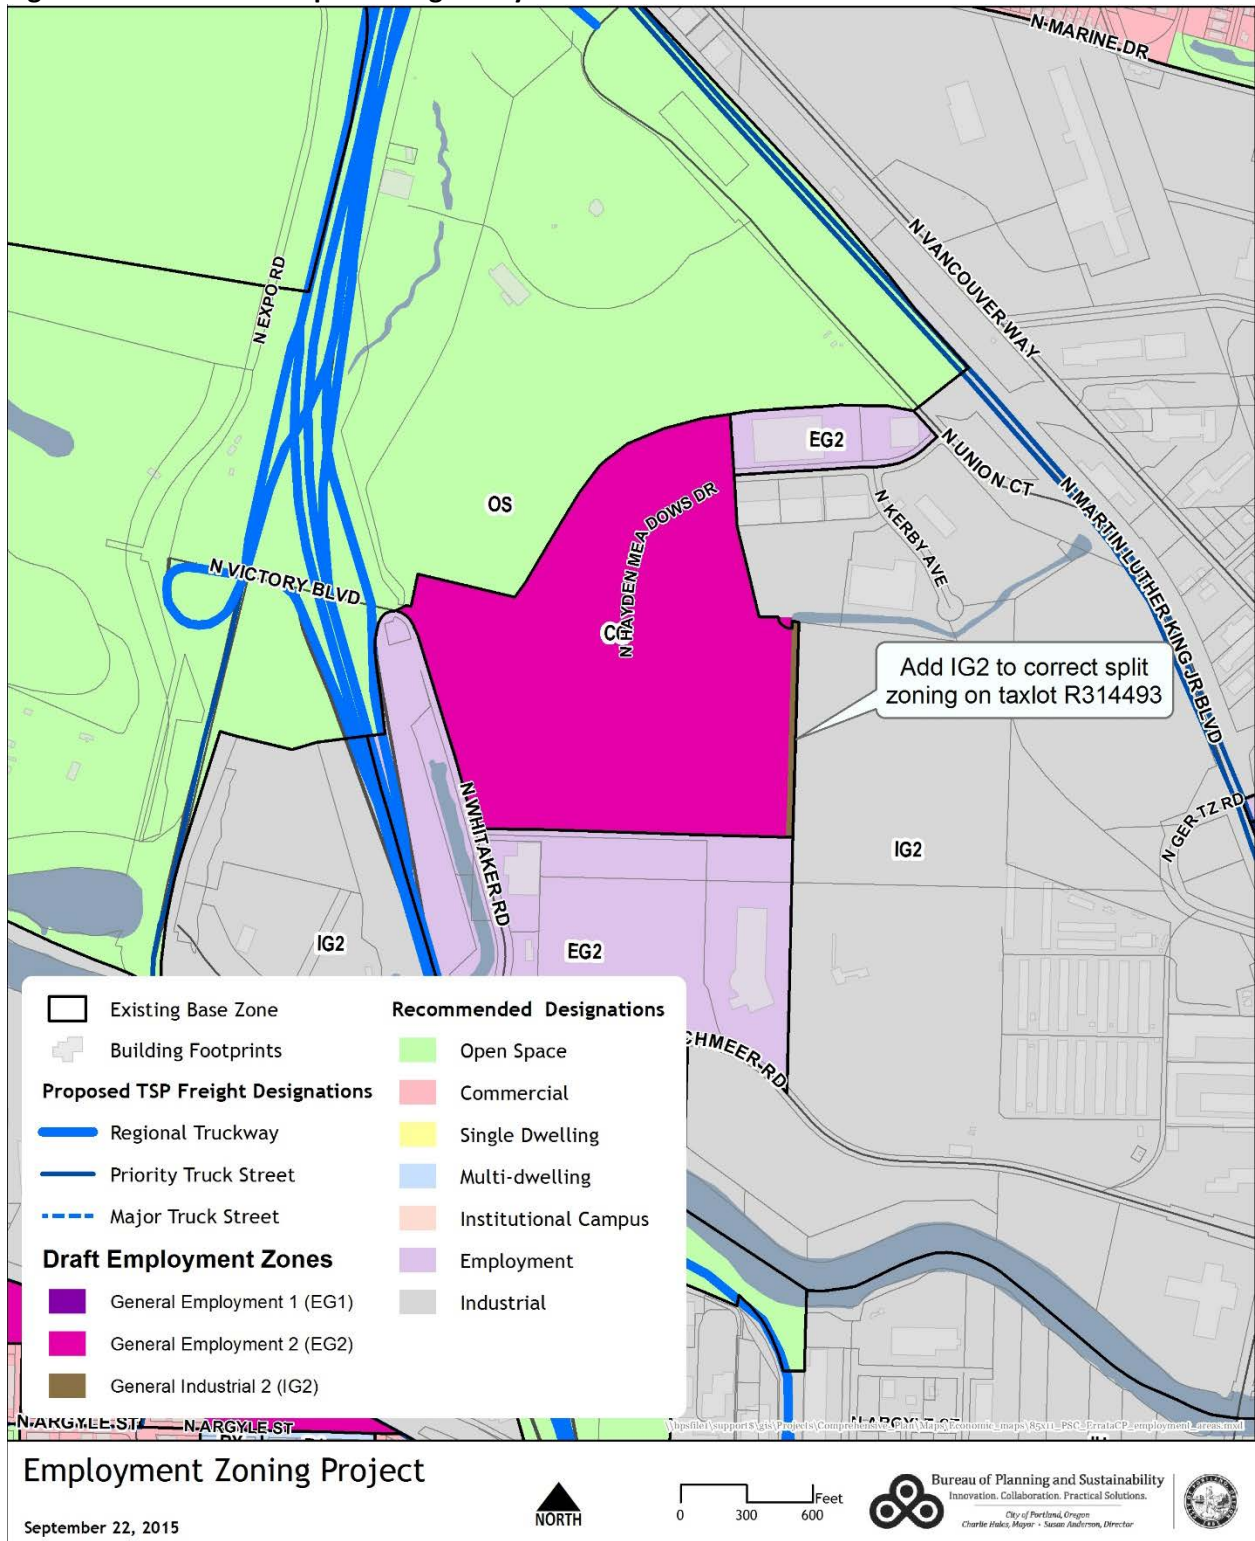 N MARINE DR
N VANCOUVER WAY
N EXPO RD
EG2
N UNION CT
OS
N HAYDEN MEADOWS DR
N KERBY AVE
N MARTIN LUTHER KING JR BLVD
N VICTORY BLVD
Add IG2 to correct split
zoning on taxlot R314493
N WHITAKER RD
N GERTZ RD
IG2
IG2
EG2
CHMEER RD
Existing Base Zone
Building Footprints
Proposed TSP Freight Designations
Regional Truckway
Priority Truck Street
Major Truck Street
Draft Employment Zones
General Employment 1 (EG1)
General Employment 2 (EG2)
General Industrial 2 (IG2)
Recommended Designations
Open Space
Commercial
Single Dwelling
Multi-dwelling
Institutional Campus
Employment
Industrial
N ARGYLE ST
N ARGYLE ST
N ARGYLE ST
Employment Zoning Project
September 22, 2015
NORTH
Feet
0 300 600
Bureau of Planning and Sustainability
Innovation. Collaboration. Practical Solutions.
City of Portland, Oregon
Charlie Hales, Mayor • Susan Anderson, Director